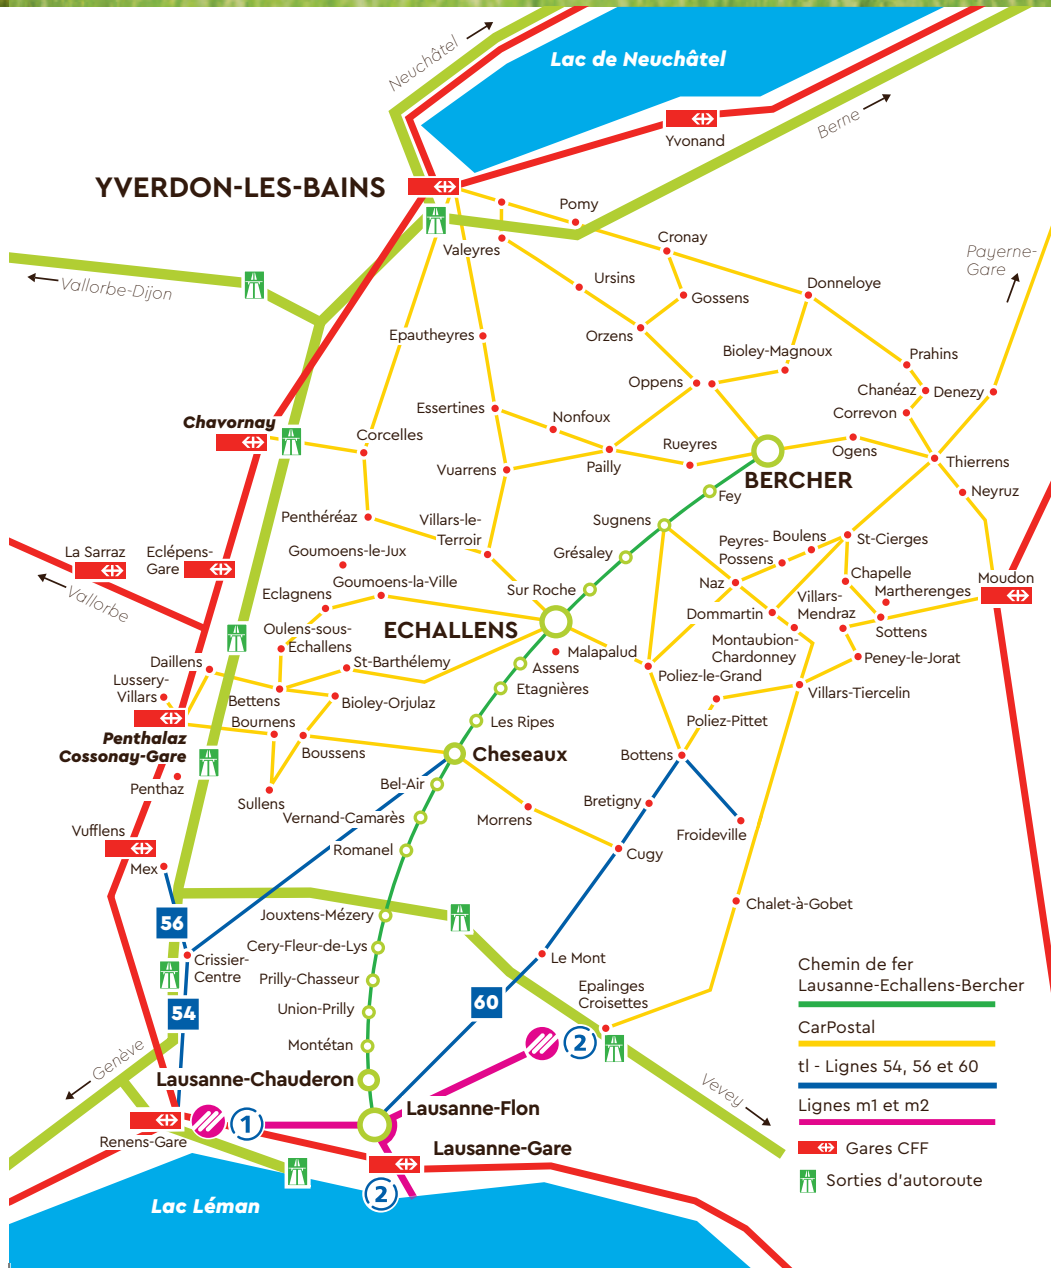 Neuchâtel
Lac de Neuchâtel
Berne
Yvonand
YVERDON-LES-BAINS
Pomy
Valeyres
Cronay
Payerne-
Gare
Vallorbe-Dijon
Ursins
Gossens
Donneloye
Epautheyres
Orzens
Bioley-Magnoux
Prahins
Oppens
Chanéaz
Denezy
Essertines
Nonfoux
Correvon
Chavornay
Corcelles
Rueyres
Ogens
Vuarrens
Pailly
BERCHER
Thierrens
Fey
Neyruz
Penthéréaz
Villars-le-
Terroir
Sugnens
Peyres-
Possens
Boulens
St-Cierges
La Sarraz
Eclépens-
Gare
Goumoens-le-Jux
Grésaley
Goumoens-la-Ville
Sur Roche
Naz
Chapelle
Martherenges
Moudon
Vallorbe
Eclagnens
Dommartin
Villars-
Mendraz
Sottens
Oulens-sous-
Echallens
ECHALLENS
Malapalud
Montaubion-
Chardonney
Daillens
St-Barthélemy
Assens
Peney-le-Jorat
Lussery-
Villars
Poliez-le-Grand
Etagnières
Villars-Tiercelin
Bettens
Bioley-Orjulaz
Bournens
Les Ripes
Poliez-Pittet
Penthalaz
Cossonay-Gare
Boussens
Cheseaux
Bottens
Penthaz
Sullens
Bel-Air
Bretigny
Vernand-Camarès
Morrens
Froideville
Vufflens
Romanel
Cugy
Mex
Chalet-à-Gobet
56
Jouxtens-Mézery
Crissier-
Centre
Cery-Fleur-de-Lys
Le Mont
Prilly-Chasseur
Epalinges
Croisettes
60
54
Union-Prilly
2
Montétan
Genève
Lausanne-Chauderon
Vevey
Lausanne-Flon
1
Renens-Gare
Lausanne-Gare
2
Lac Léman
Chemin de fer
Lausanne-Echallens-Bercher
CarPostal
tl - Lignes 54, 56 et 60
Lignes m1 et m2
Gares CFF
Sorties d'autoroute